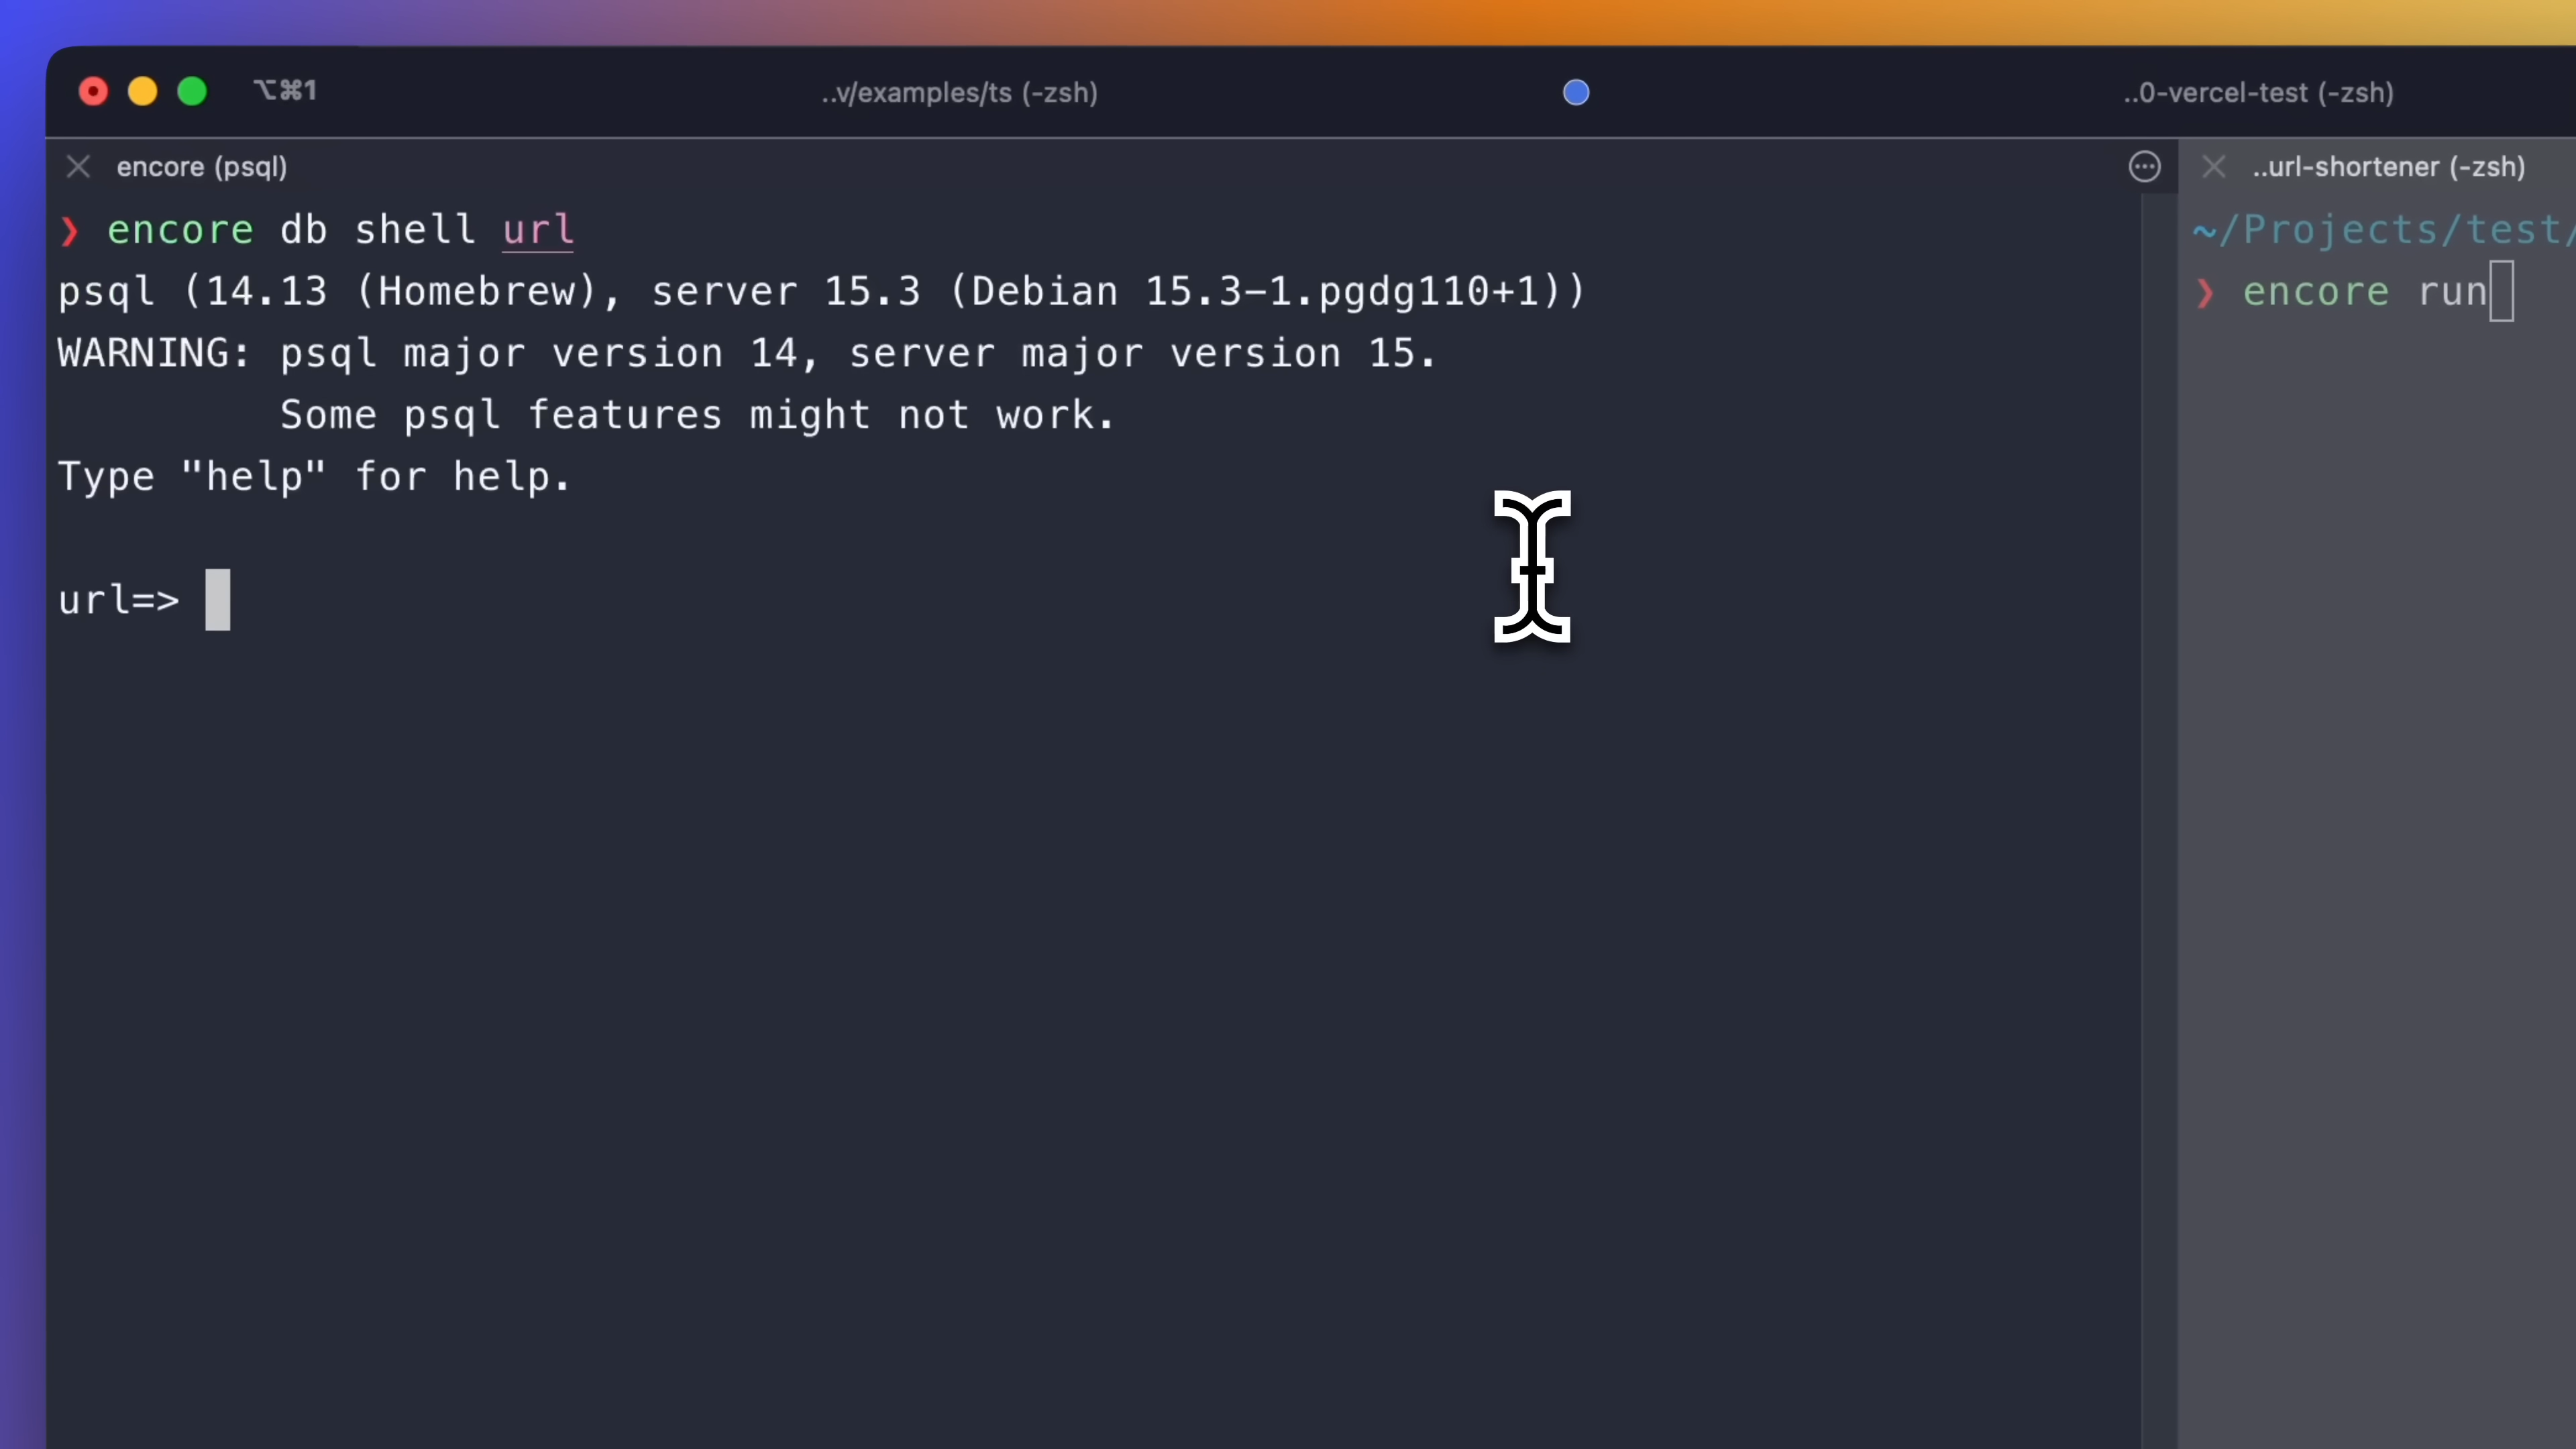 ⌥⌘1
..v/examples/ts (-zsh)
..0-vercel-test (-zsh)
encore (psql)
❯ encore db shell url
psql (14.13 (Homebrew), server 15.3 (Debian 15.3-1.pgdg110+1))
WARNING: psql major version 14, server major version 15.
Some psql features might not work.
Type "help" for help.
url=>
..url-shortener (-zsh)
~/Projects/test/
❯ encore run